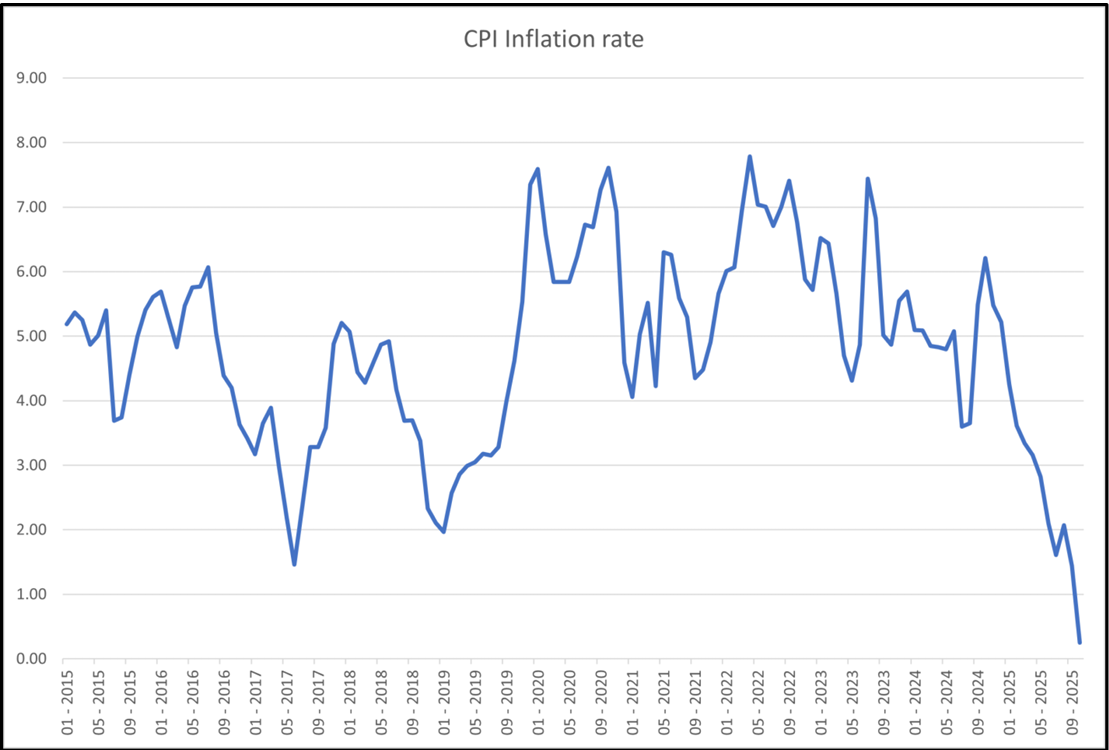 CPI Inflation rate
9.00
8.00
7.00
6.00
5.00
4.00
3.00
2.00
1.00
0.00
01 - 2015
05 - 2015
09 - 2015
01 - 2016
05 - 2016
09 - 2016
01 - 2017
05 - 2017
09 - 2017
01 - 2018
05 - 2018
09 - 2018
01 - 2019
05 - 2019
09 - 2019
01 - 2020
05 - 2020
09 - 2020
01 - 2021
05 - 2021
09 - 2021
01 - 2022
05 - 2022
09 - 2022
01 - 2023
05 - 2023
09 - 2023
01 - 2024
05 - 2024
09 - 2024
01 - 2025
05 - 2025
09 - 2025